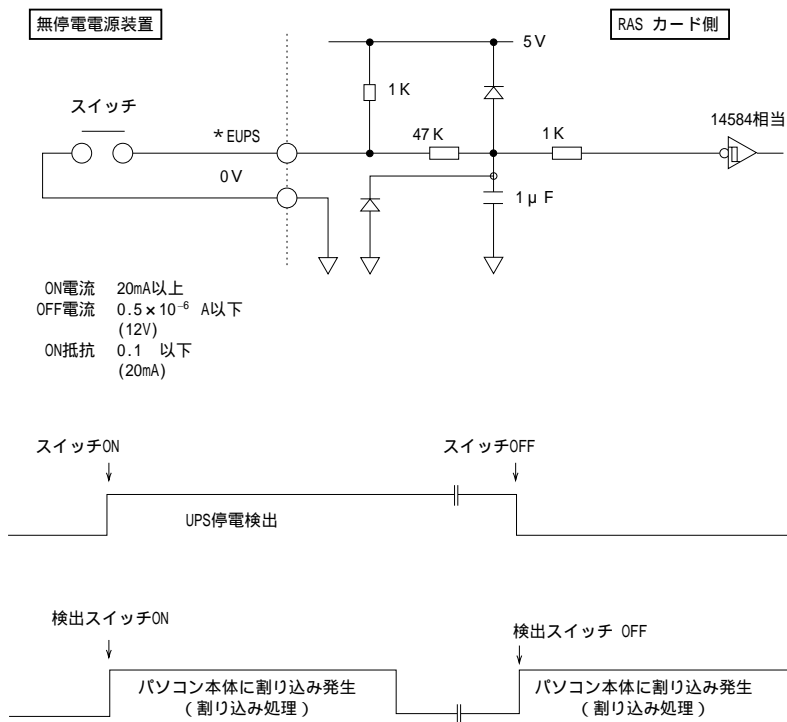 無停電電源装置
RAS カード側
5V
1K
スイッチ
14584相当
*EUPS
47K
1K
0V
1μF
ON電流 20mA以上
OFF電流 0.5×10⁻⁶ A以下
(12V)
ON抵抗 0.1 以下
(20mA)
スイッチON
スイッチOFF
UPS停電検出
検出スイッチON
検出スイッチ OFF
パソコン本体に割り込み発生
(割り込み処理)
パソコン本体に割り込み発生
(割り込み処理)